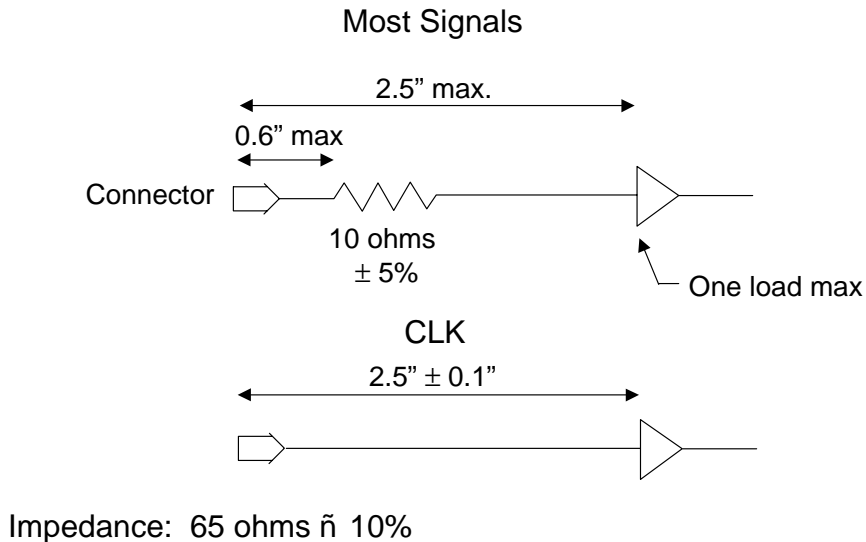 Most Signals
2.5” max.
0.6” max
Connector
10 ohms
± 5%
One load max
CLK
2.5” ± 0.1”
Impedance: 65 ohms ñ 10%